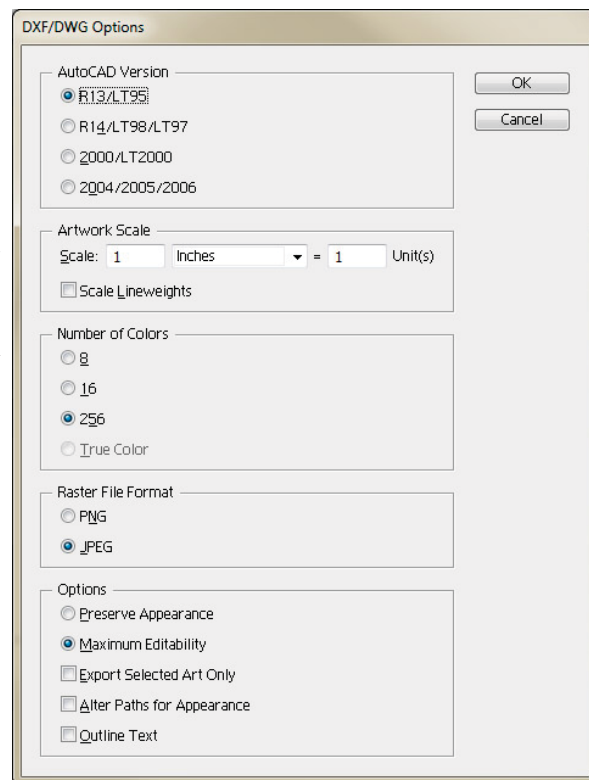 DXF/DWG Options
AutoCAD Version
R13/LT95
R14/LT98/LT97
2000/LT2000
2004/2005/2006
OK
Cancel
Artwork Scale
Scale: 1 Inches = 1 Unit(s)
Scale Lineweights
Number of Colors
8
16
256
True Color
Raster File Format
PNG
JPEG
Options
Preserve Appearance
Maximum Editability
Export Selected Art Only
Alter Paths for Appearance
Outline Text